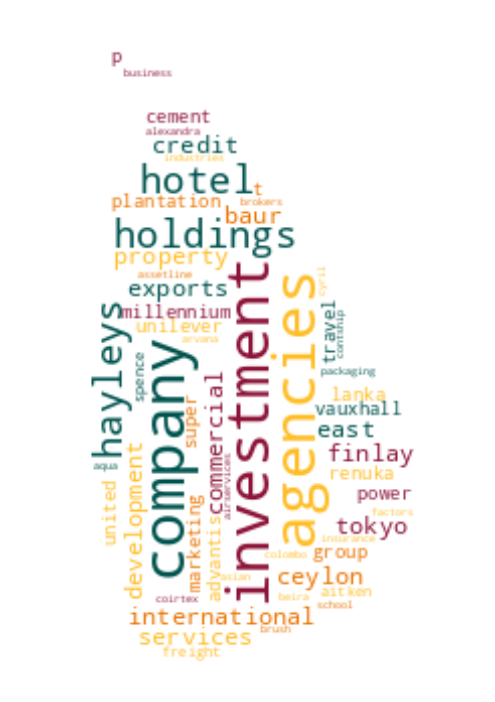 p
business
cement
alexandra
credit
industries
hotel
t
plantation
brokers
baur
holdings
property
assetline
cyril
exports
millennium
unilever
arvana
hayleys
company
investment
agencies
travel
contship
spence
packaging
super
commercial
lanka
vauxhall
east
finlay
aqua
renuka
united
development
airservices
power
marketing
advantis
factors
tokyo
insurance
colombo
group
asian
ceylon
aitken
coirtex
beira
school
international
brush
services
freight